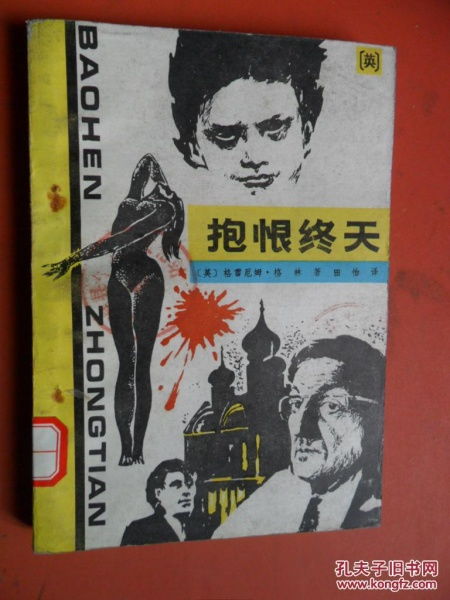 BAOHEN ZHONGTIAN
[英]
抱恨终天
〔英〕格雷厄姆·格林 著 田怡 译
孔夫子旧书网
www.kongfz.com